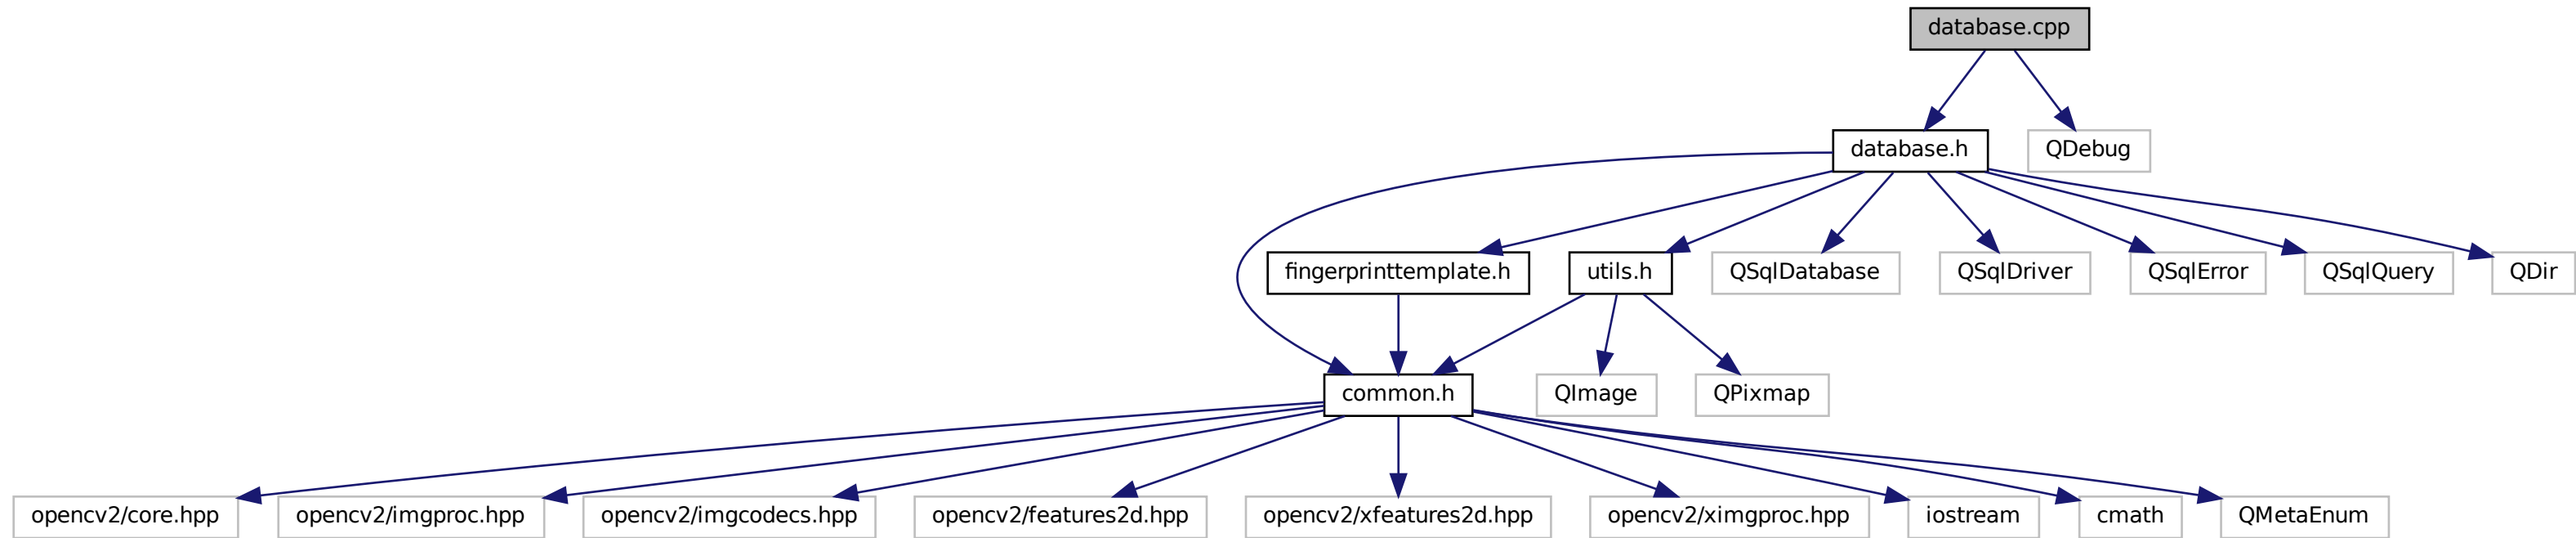 database.cpp
database.h
QDebug
fingerprinttemplate.h
utils.h
QSqlDatabase
QSqlDriver
QSqlError
QSqlQuery
QDir
common.h
QImage
QPixmap
opencv2/core.hpp
opencv2/imgproc.hpp
opencv2/imgcodecs.hpp
opencv2/features2d.hpp
opencv2/xfeatures2d.hpp
opencv2/ximgproc.hpp
iostream
cmath
QMetaEnum